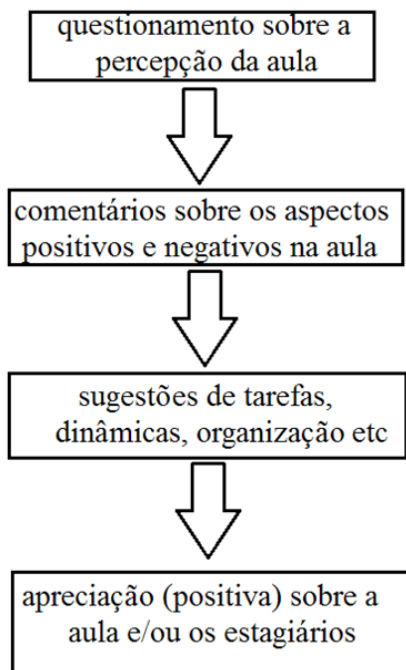 questionamento sobre a
percepção da aula
comentários sobre os aspectos
positivos e negativos na aula
sugestões de tarefas,
dinâmicas, organização etc
apreciação (positiva) sobre a
aula e/ou os estagiários